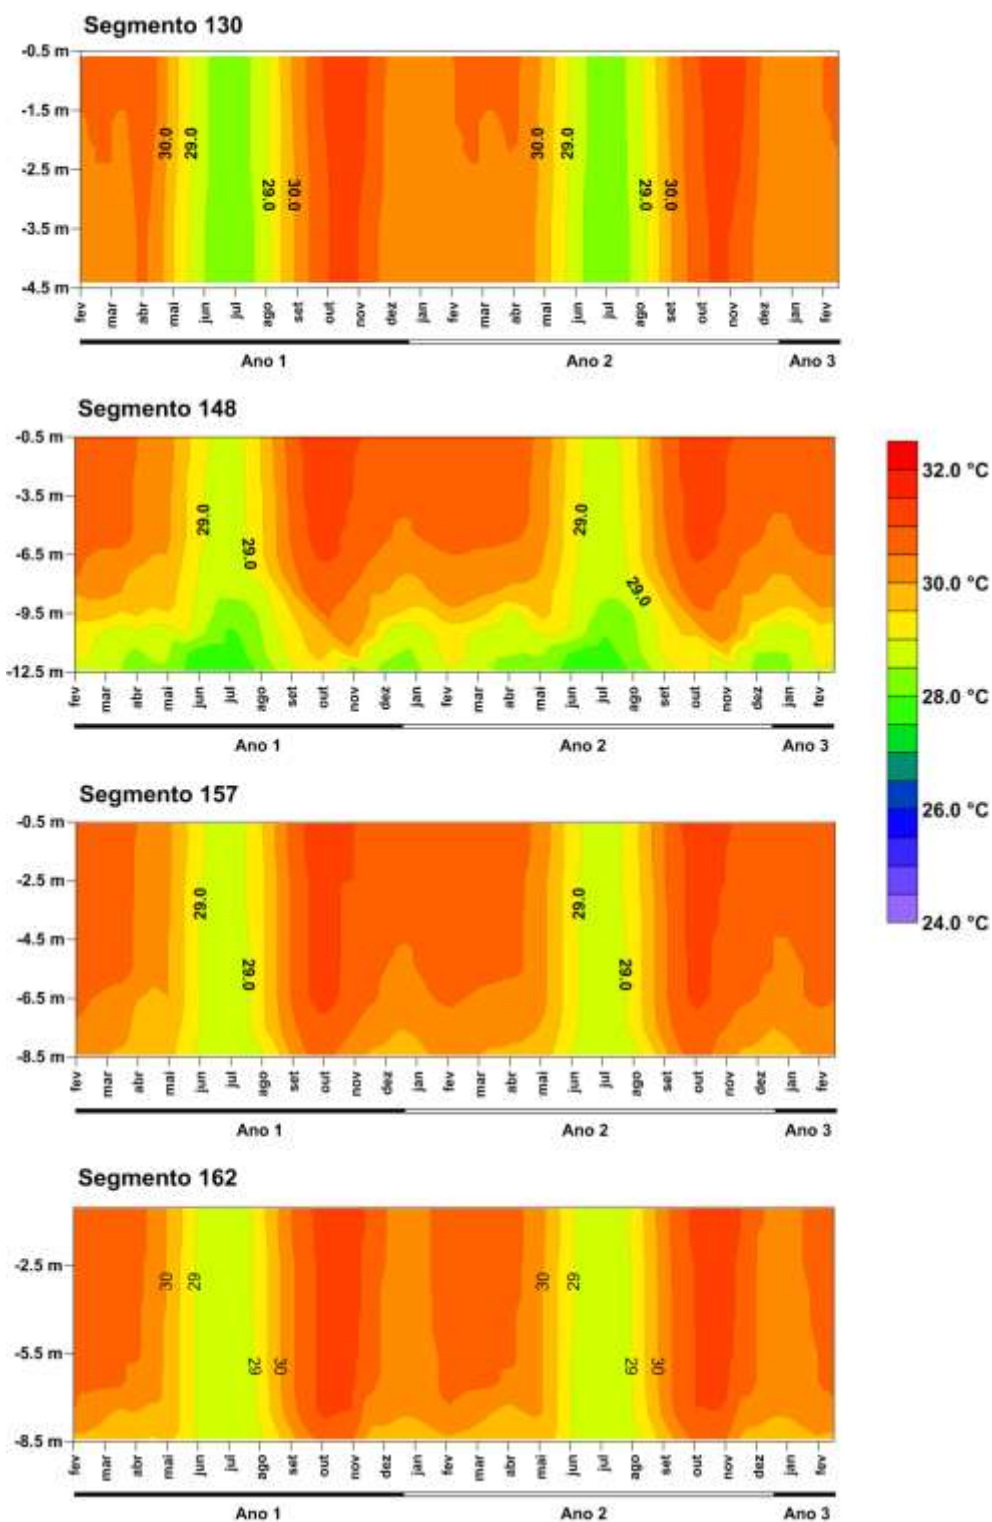 Segmento 130
-0.5 m
-1.5 m
-2.5 m
-3.5 m
-4.5 m
30.0
29.0
29.0
30.0
30.0
29.0
29.0
30.0
fev mar abr mai jun jul ago set out nov dez jan fev mar abr mai jun jul ago set out nov dez jan fev
Ano 1 Ano 2 Ano 3
Segmento 148
-0.5 m
-3.5 m
-6.5 m
-9.5 m
-12.5 m
29.0
29.0
29.0
29.0
fev mar abr mai jun jul ago set out nov dez jan fev mar abr mai jun jul ago set out nov dez jan fev
Ano 1 Ano 2 Ano 3
32.0 °C
30.0 °C
28.0 °C
26.0 °C
24.0 °C
Segmento 157
-0.5 m
-2.5 m
-4.5 m
-6.5 m
-8.5 m
29.0
29.0
29.0
29.0
fev mar abr mai jun jul ago set out nov dez jan fev mar abr mai jun jul ago set out nov dez jan fev
Ano 1 Ano 2 Ano 3
Segmento 162
-2.5 m
-5.5 m
-8.5 m
30
29
29
30
30
29
29
30
fev mar abr mai jun jul ago set out nov dez jan fev mar abr mai jun jul ago set out nov dez jan fev
Ano 1 Ano 2 Ano 3